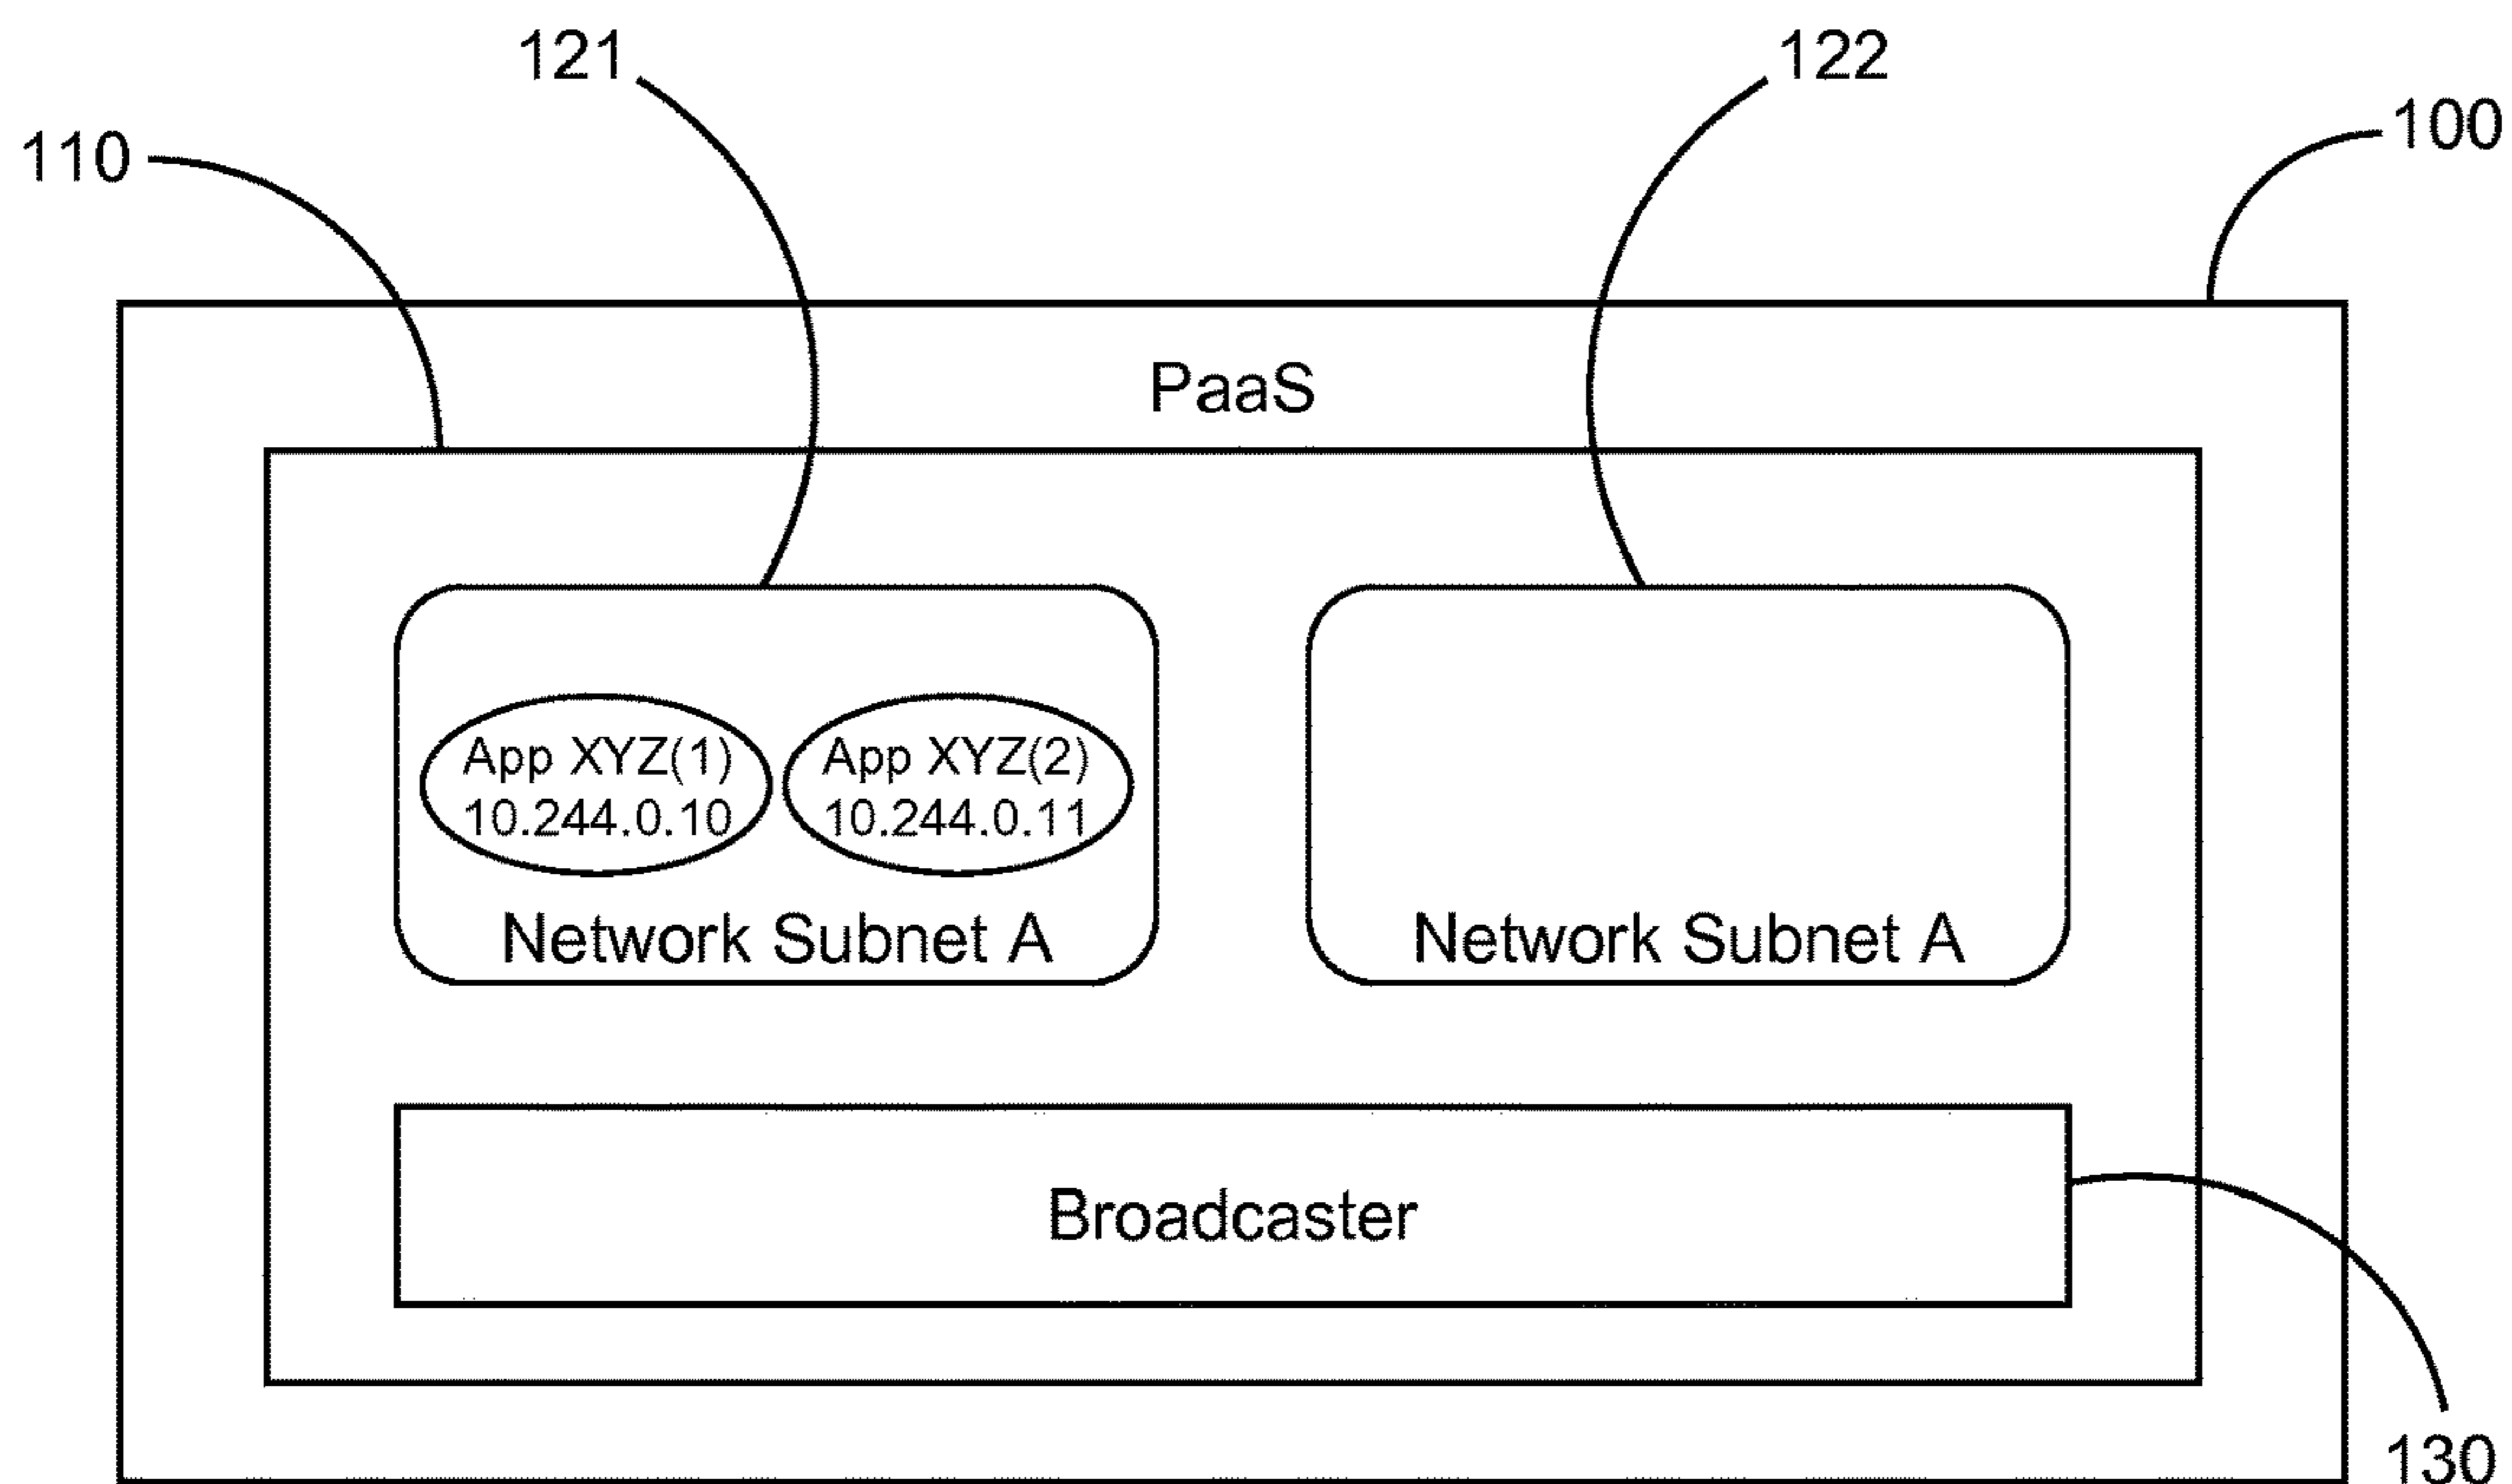 121
122
110
100
PaaS
App XYZ(1)
10.244.0.10
App XYZ(2)
10.244.0.11
Network Subnet A
Network Subnet A
Broadcaster
130